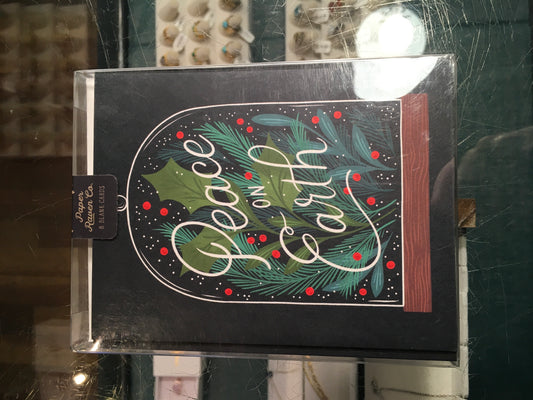 Peace
ON
Earth
Paper
Raven Co.
8 BLANK CARDS